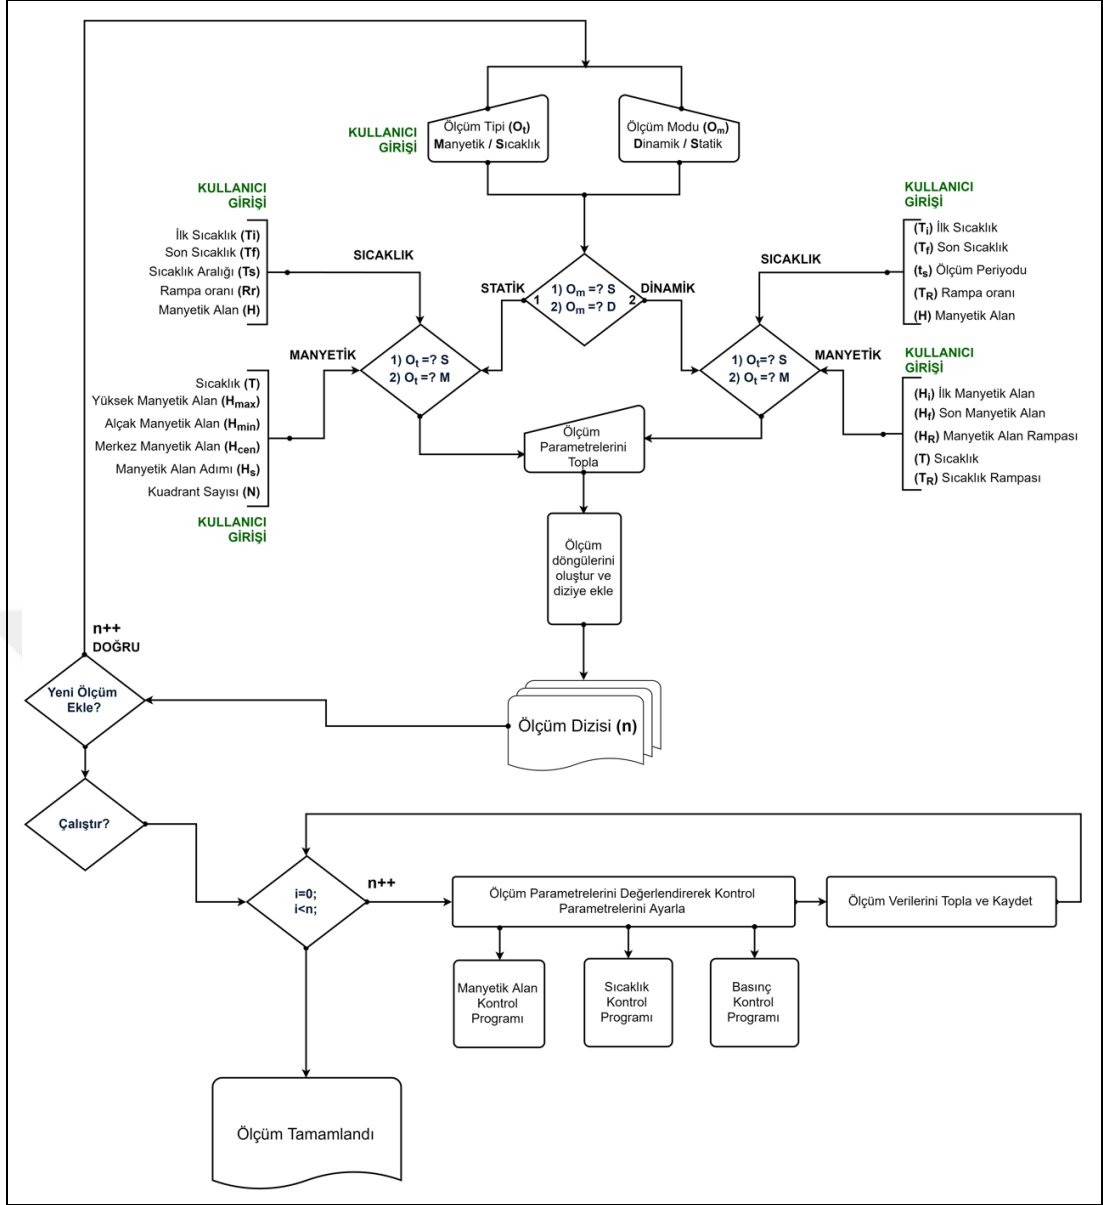 KULLANICI
GİRİŞİ
Ölçüm Tipi (Ot)
Manyetik / Sıcaklık
Ölçüm Modu (Om)
Dinamik / Statik
KULLANICI
GİRİŞİ
İlk Sıcaklık (Ti)
Son Sıcaklık (Tf)
Sıcaklık Aralığı (Ts)
Rampa oranı (Rr)
Manyetik Alan (H)
SICAKLIK
STATİK
1
1) Om =? S
2) Om =? D
2
DİNAMİK
SICAKLIK
KULLANICI
GİRİŞİ
(Ti) İlk Sıcaklık
(Tf) Son Sıcaklık
(ts) Ölçüm Periyodu
(TR) Rampa oranı
(H) Manyetik Alan
MANYETİK
1) Ot =? S
2) Ot =? M
1) Ot=? S
2) Ot =? M
MANYETİK
Sıcaklık (T)
Yüksek Manyetik Alan (Hmax)
Alçak Manyetik Alan (Hmin)
Merkez Manyetik Alan (Hcen)
Manyetik Alan Adımı (Hs)
Kuadrant Sayısı (N)
KULLANICI
GİRİŞİ
KULLANICI
GİRİŞİ
(Hi) İlk Manyetik Alan
(Hf) Son Manyetik Alan
(HR) Manyetik Alan Rampası
(T) Sıcaklık
(TR) Sıcaklık Rampası
Ölçüm
Parametrelerini
Topla
Ölçüm
döngülerini
oluştur ve
diziye ekle
n++
DOĞRU
Yeni Ölçüm
Ekle?
Ölçüm Dizisi (n)
Çalıştır?
i=0;
i<n;
n++
Ölçüm Parametrelerini Değerlendirerek Kontrol
Parametrelerini Ayarla
Ölçüm Verilerini Topla ve Kaydet
Manyetik Alan
Kontrol
Programı
Sıcaklık
Kontrol
Programı
Basınç
Kontrol
Programı
Ölçüm Tamamlandı